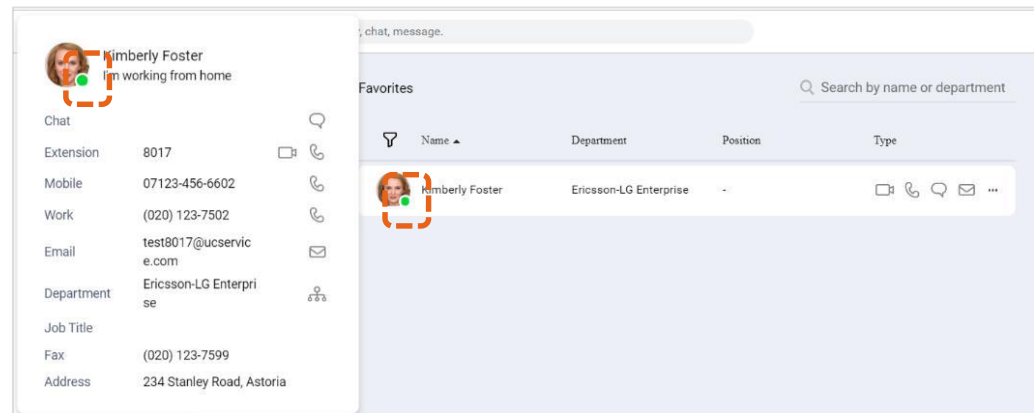 , chat, message.
Kimberly Foster
I'm working from home
Chat
Extension 8017
Mobile 07123-456-6602
Work (020) 123-7502
Email test8017@ucservic
e.com
Department Ericsson-LG Enterpri
se
Job Title
Fax (020) 123-7599
Address 234 Stanley Road, Astoria
Favorites
Search by name or department
Name Department Position Type
Kimberly Foster Ericsson-LG Enterprise -